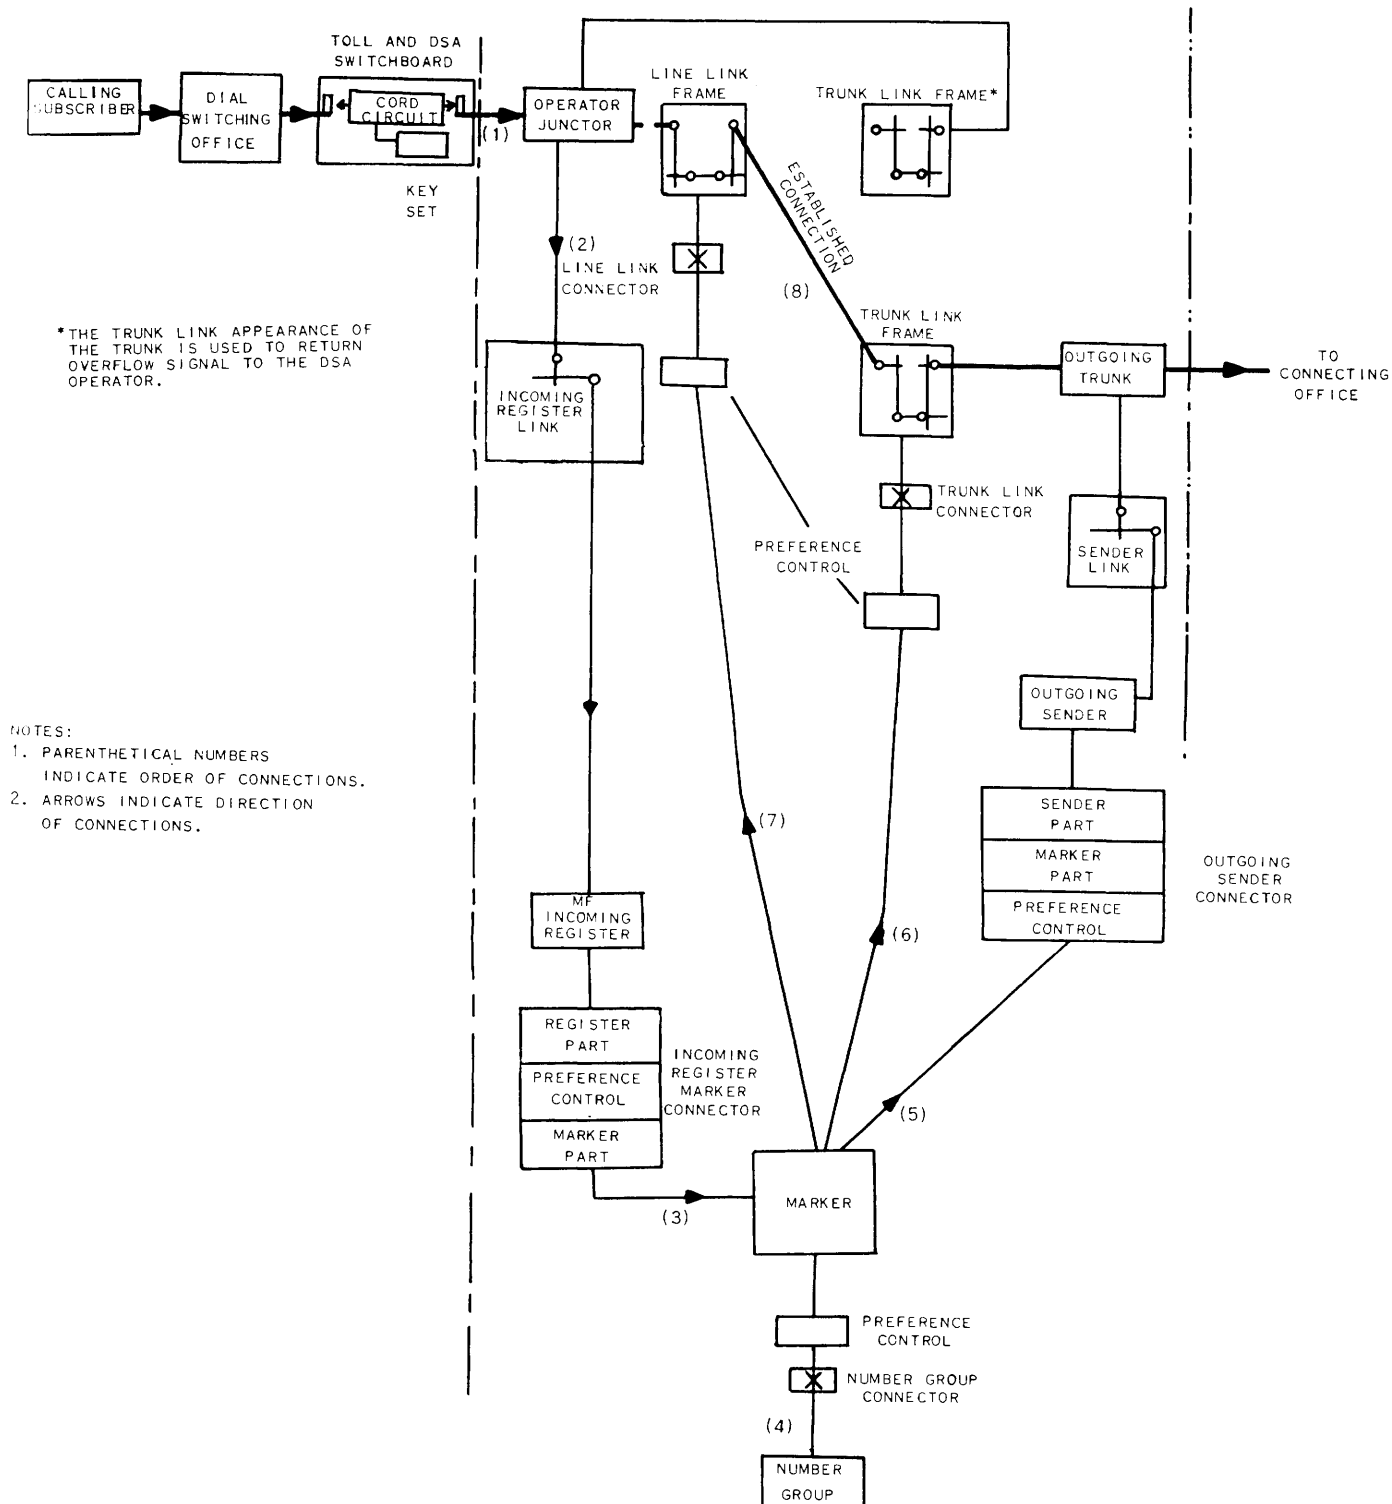 TOLL AND DSA
SWITCHBOARD
CALLING
SUBSCRIBER
DIAL
SWITCHING
OFFICE
CORD
CIRCUIT
KEY
SET
(1)
OPERATOR
JUNCTOR
LINE LINK
FRAME
TRUNK LINK FRAME*
(2)
LINE LINK
CONNECTOR
ESTABLISHED
CONNECTION
(8)
*THE TRUNK LINK APPEARANCE OF
THE TRUNK IS USED TO RETURN
OVERFLOW SIGNAL TO THE DSA
OPERATOR.
INCOMING
REGISTER
LINK
TRUNK LINK
FRAME
OUTGOING
TRUNK
TO
CONNECTING
OFFICE
TRUNK LINK
CONNECTOR
PREFERENCE
CONTROL
SENDER
LINK
OUTGOING
SENDER
NOTES:
1. PARENTHETICAL NUMBERS
INDICATE ORDER OF CONNECTIONS.
2. ARROWS INDICATE DIRECTION
OF CONNECTIONS.
(7)
(6)
SENDER
PART
MARKER
PART
PREFERENCE
CONTROL
OUTGOING
SENDER
CONNECTOR
MF
INCOMING
REGISTER
REGISTER
PART
PREFERENCE
CONTROL
MARKER
PART
INCOMING
REGISTER
MARKER
CONNECTOR
(5)
(3)
MARKER
PREFERENCE
CONTROL
NUMBER GROUP
CONNECTOR
(4)
NUMBER
GROUP